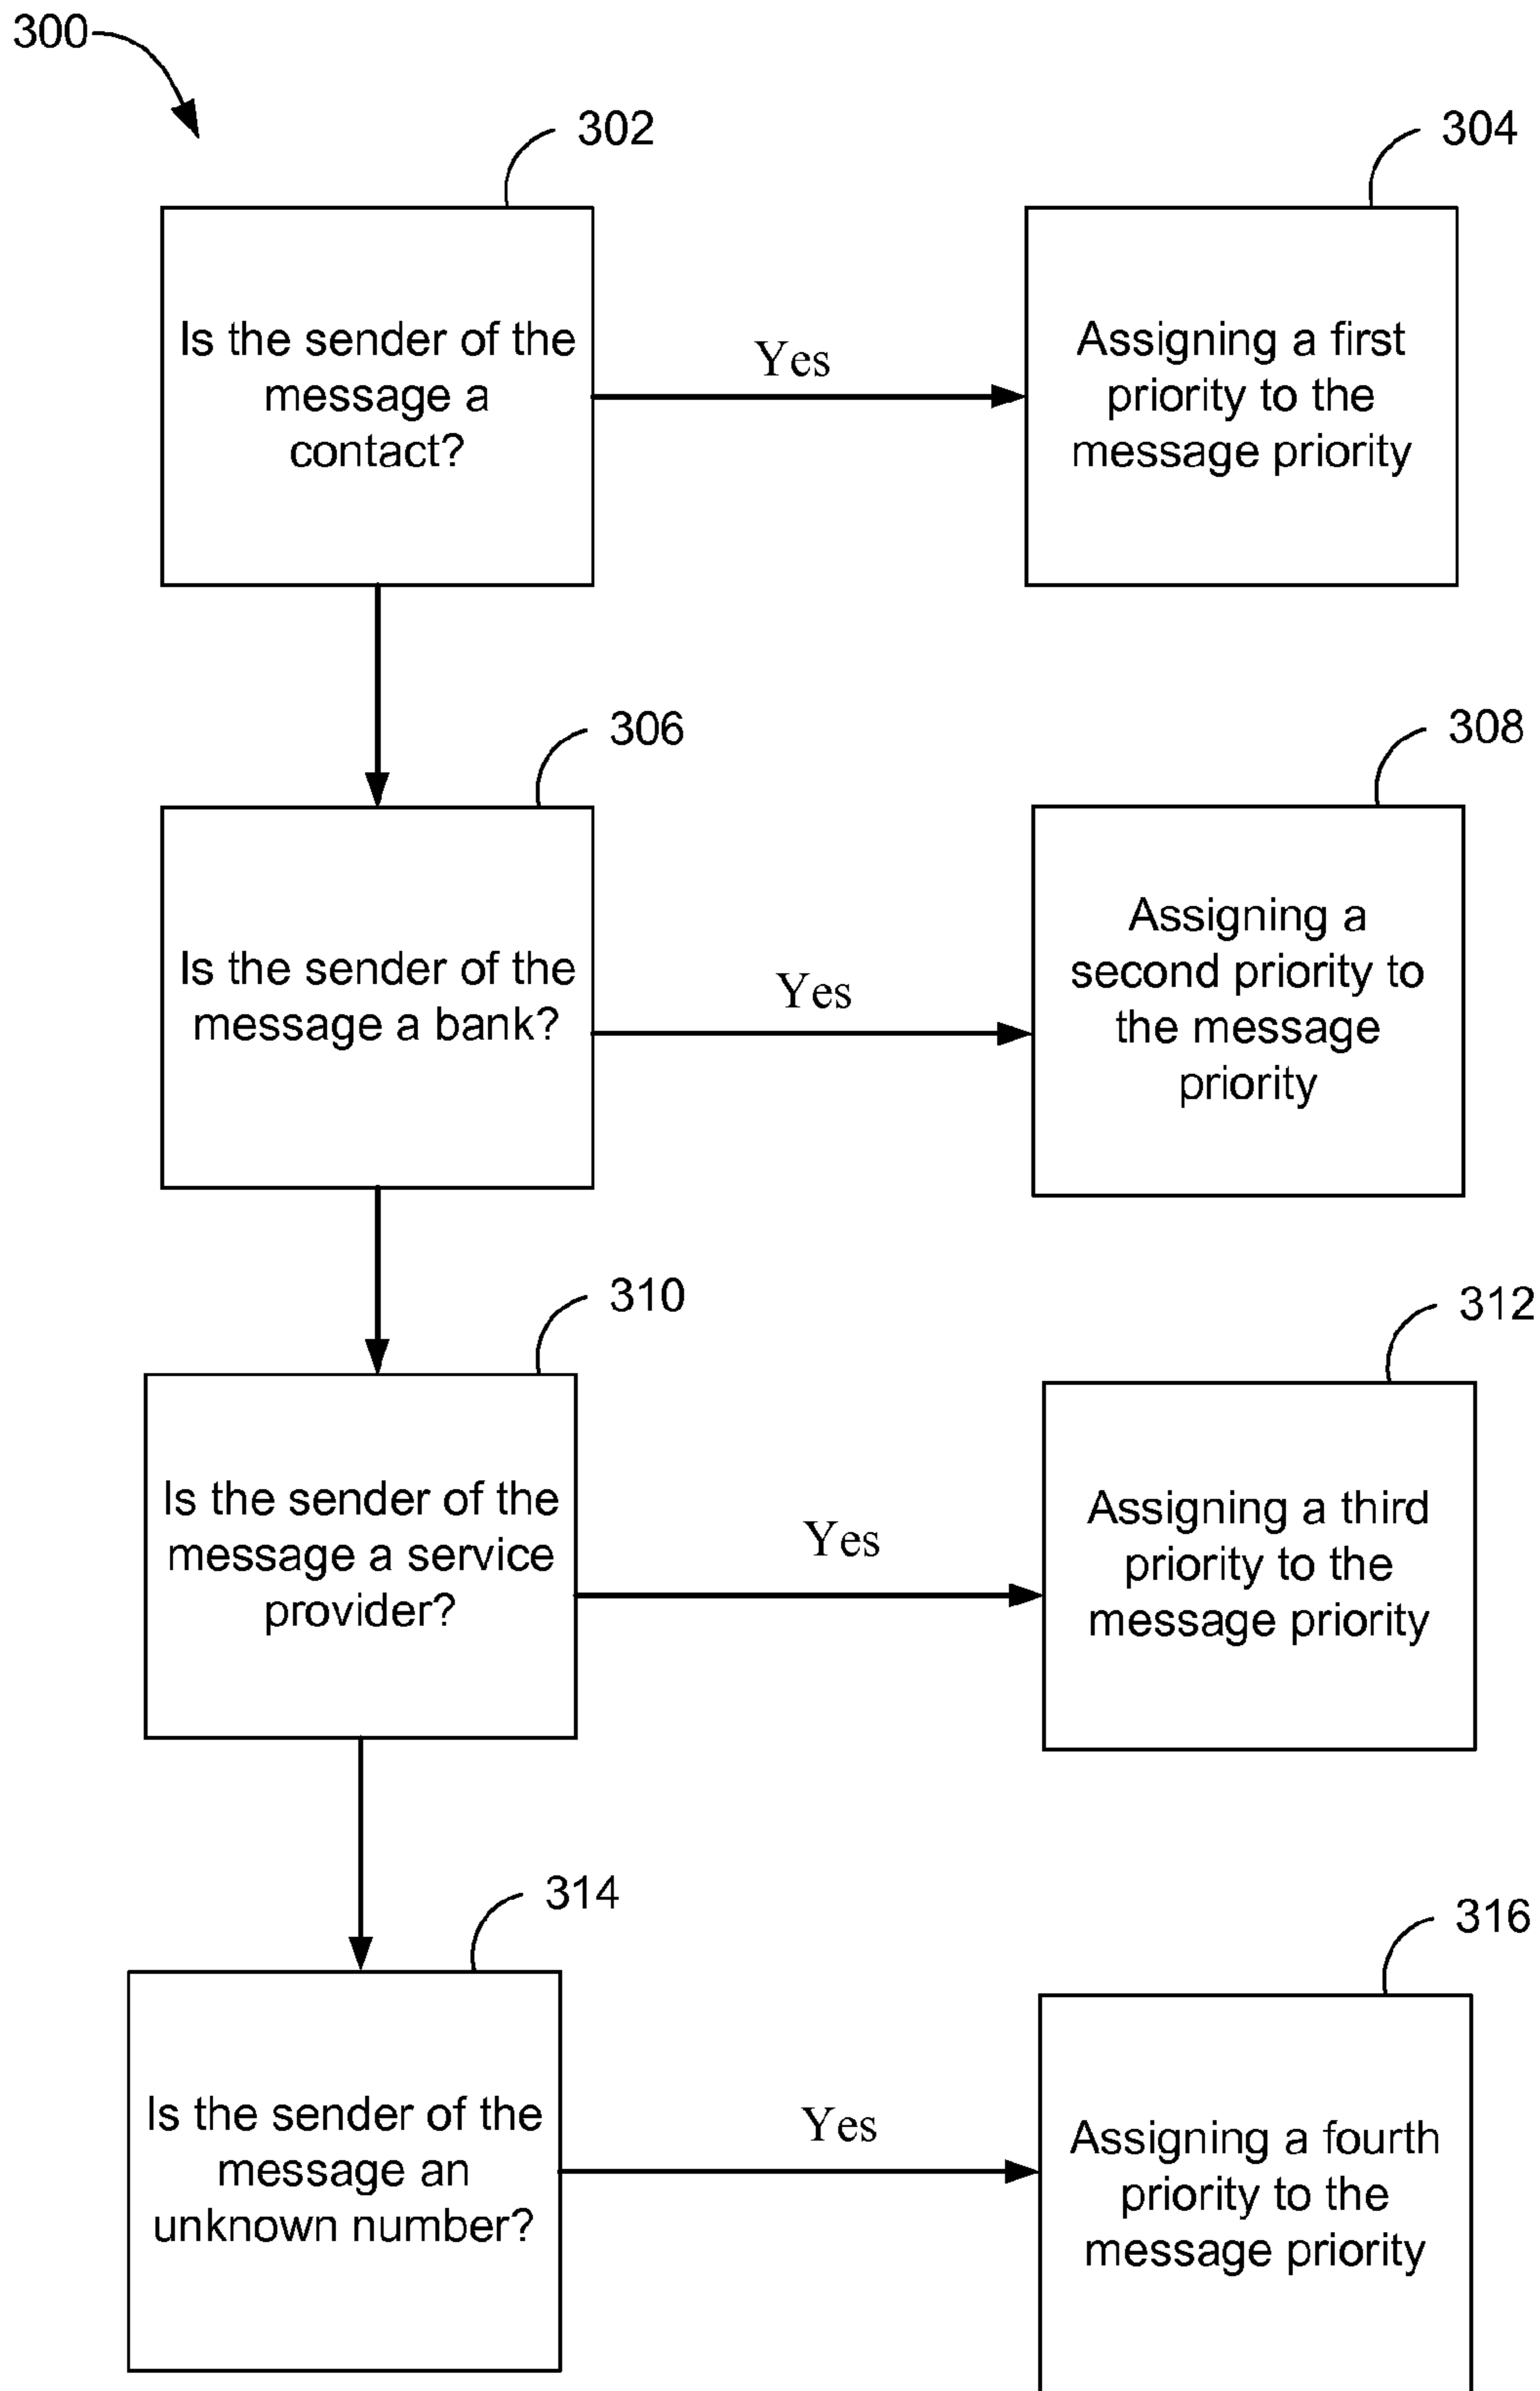 300
302
304
Is the sender of the
message a
contact?
Yes
Assigning a first
priority to the
message priority
306
308
Is the sender of the
message a bank?
Yes
Assigning a
second priority to
the message
priority
310
312
Is the sender of the
message a service
provider?
Yes
Assigning a third
priority to the
message priority
314
316
Is the sender of the
message an
unknown number?
Yes
Assigning a fourth
priority to the
message priority